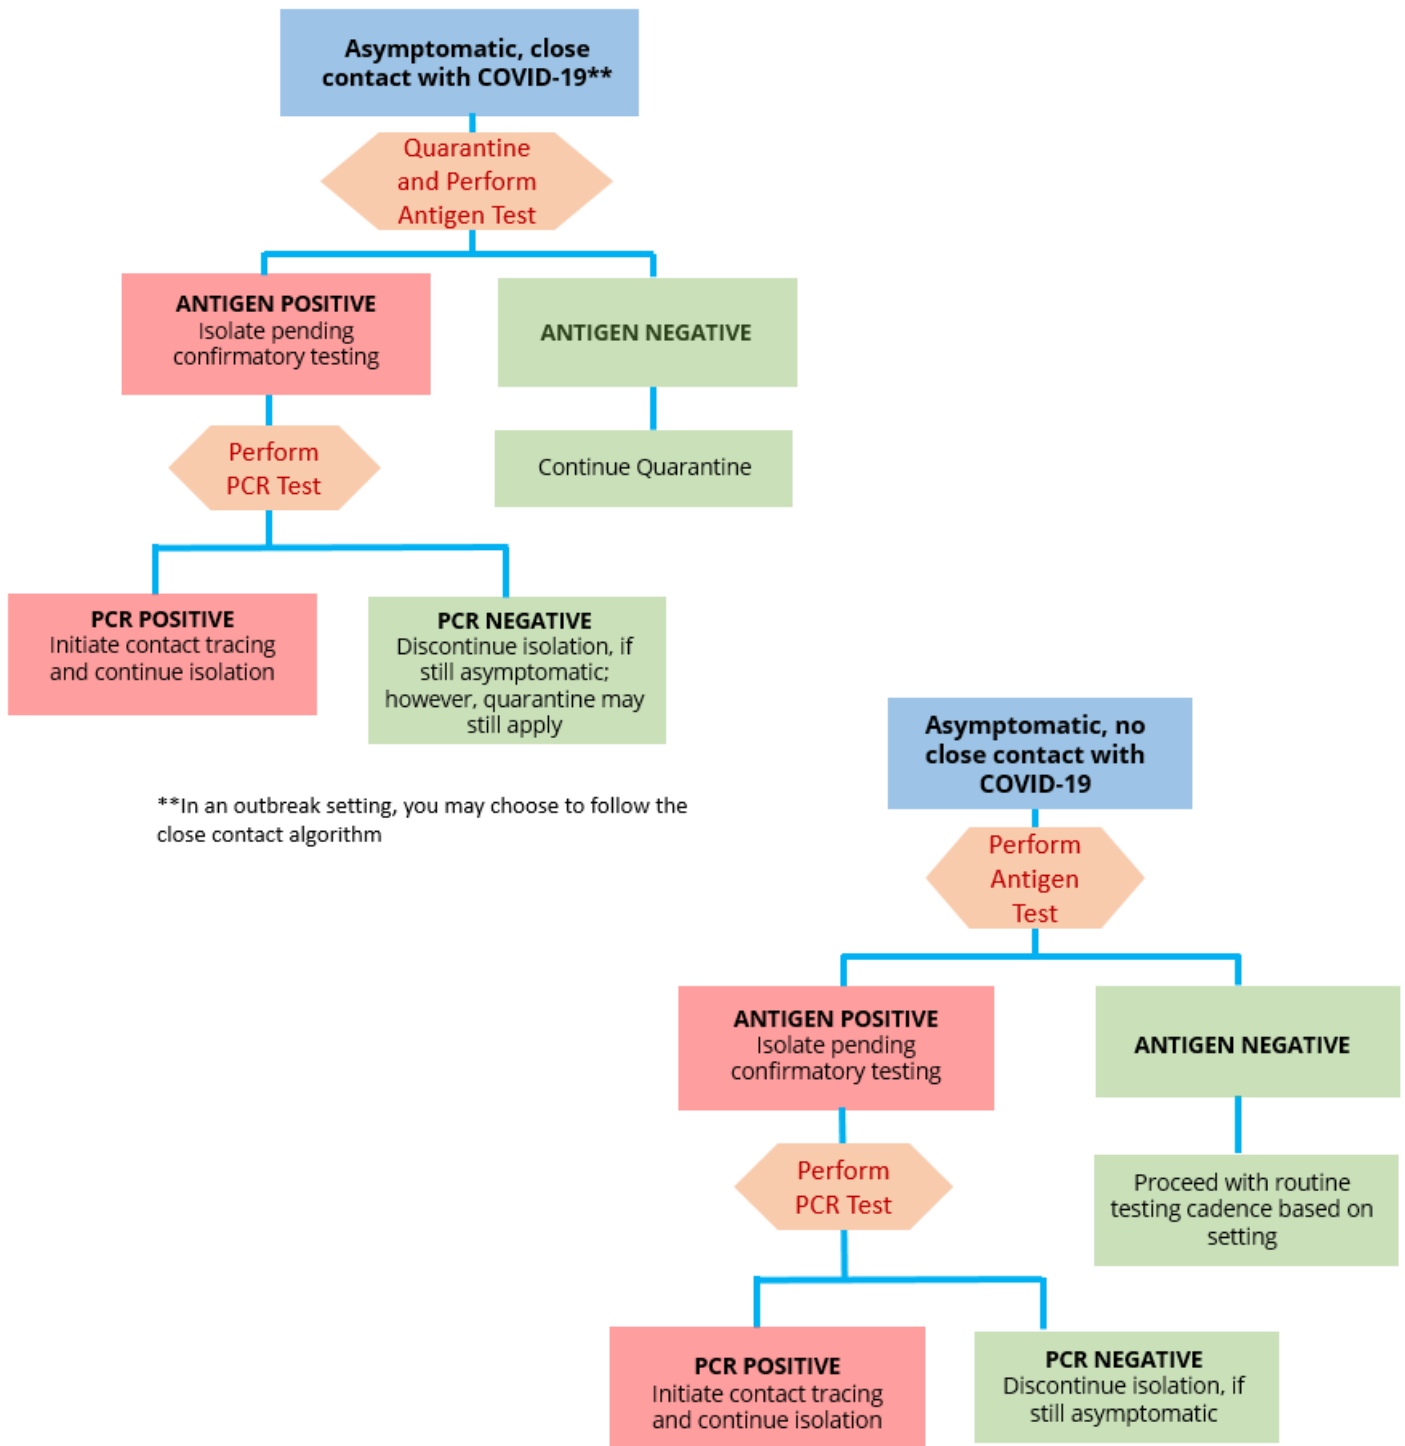 Asymptomatic, close
contact with COVID-19**
Quarantine
and Perform
Antigen Test
ANTIGEN POSITIVE
Isolate pending
confirmatory testing
ANTIGEN NEGATIVE
Perform
PCR Test
Continue Quarantine
PCR POSITIVE
Initiate contact tracing
and continue isolation
PCR NEGATIVE
Discontinue isolation, if
still asymptomatic;
however, quarantine may
still apply
**In an outbreak setting, you may choose to follow the
close contact algorithm
Asymptomatic, no
close contact with
COVID-19
Perform
Antigen
Test
ANTIGEN POSITIVE
Isolate pending
confirmatory testing
ANTIGEN NEGATIVE
Perform
PCR Test
Proceed with routine
testing cadence based on
setting
PCR POSITIVE
Initiate contact tracing
and continue isolation
PCR NEGATIVE
Discontinue isolation, if
still asymptomatic